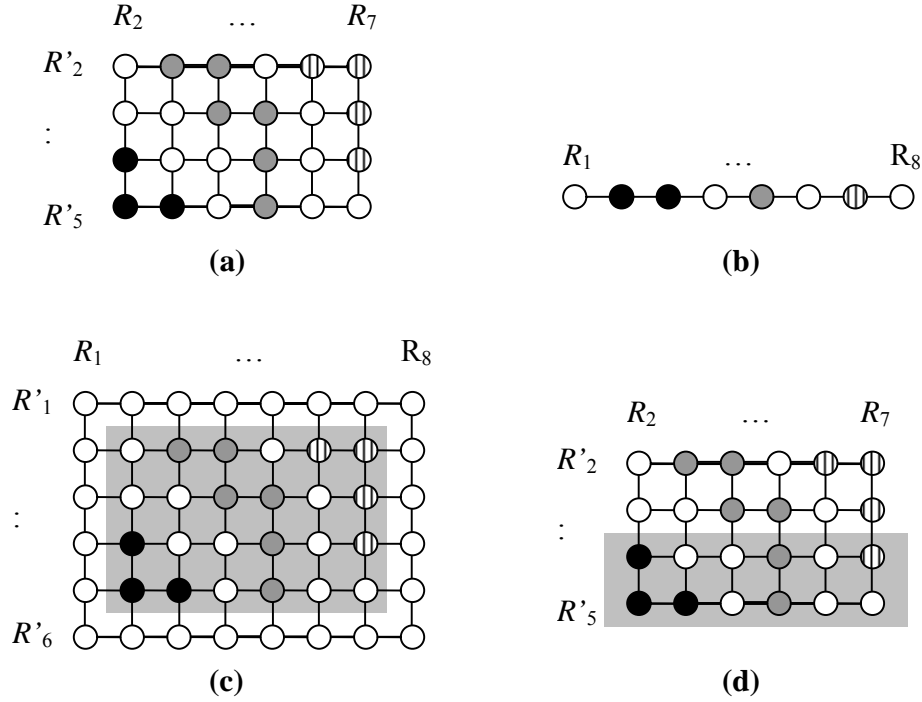 R₂ … R₇
R’₂
:
R’₅
(a)
R₁ … R₈
(b)
R₁ … R₈
R’₁
:
R’₆
(c)
R₂ … R₇
R’₂
:
R’₅
(d)